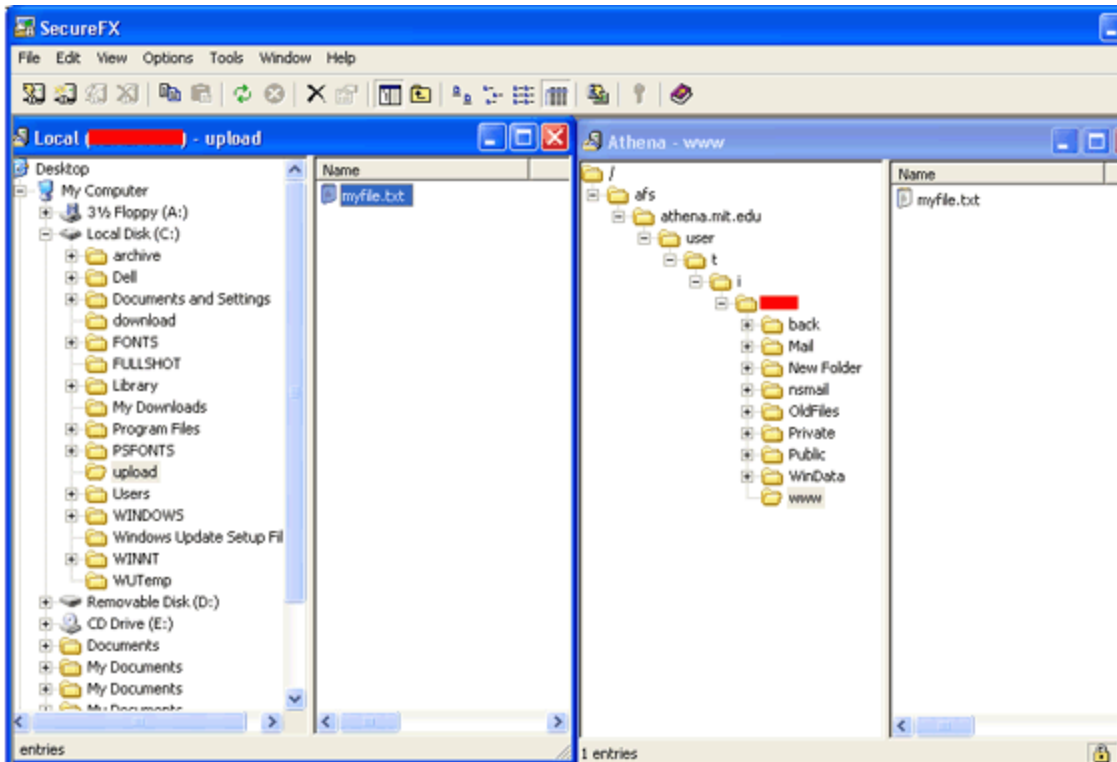 SecureFX
File Edit View Options Tools Window Help
Local ( ) - upload
Desktop
My Computer
3½ Floppy (A:)
Local Disk (C:)
archive
Dell
Documents and Settings
download
FONTS
FULLSHOT
Library
My Downloads
Program Files
PSFONTS
upload
Users
WINDOWS
Windows Update Setup Fil
WINNT
WUTemp
Removable Disk (D:)
CD Drive (E:)
Documents
My Documents
My Documents
My Documents
Name
myfile.txt
entries
Athena - www
/
afs
athena.mit.edu
user
t
i
back
Mail
New Folder
nsmail
OldFiles
Private
Public
WinData
www
Name
myfile.txt
1 entries